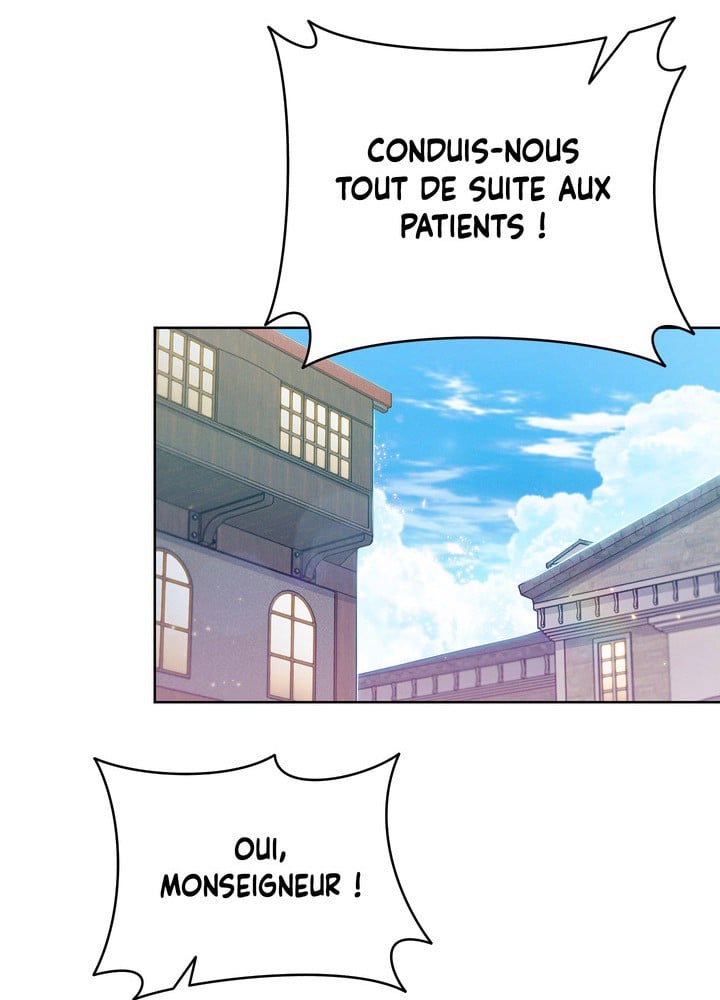 CONDUIS-NOUS
TOUT DE SUITE AUX
PATIENTS !
OUI,
MONSEIGNEUR !